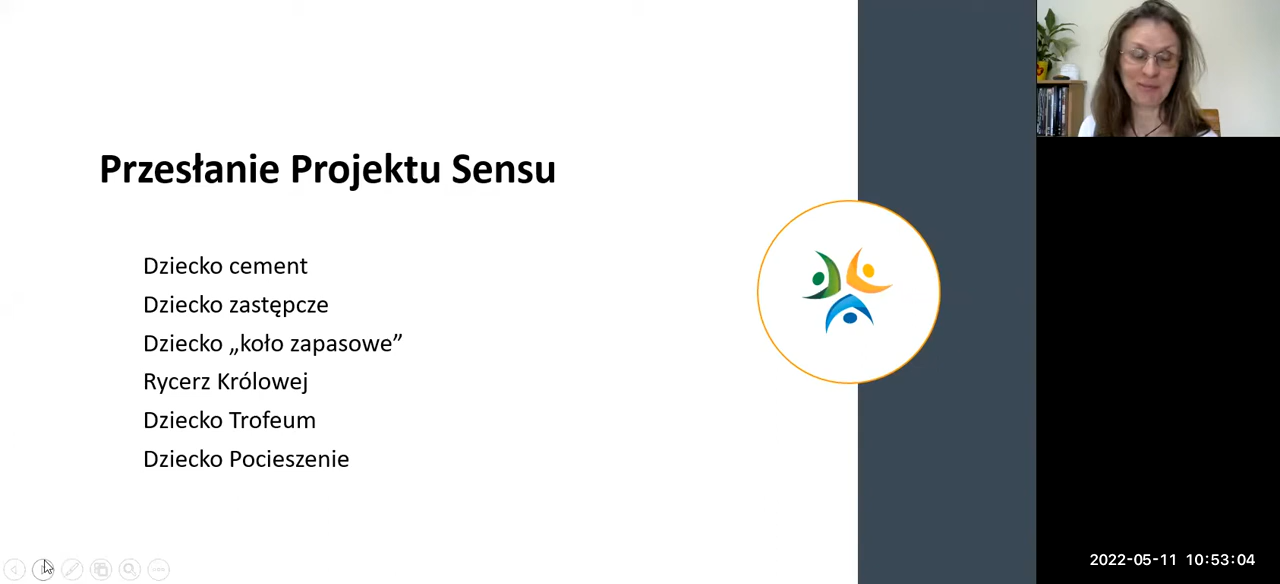 Przesłanie Projektu Sensu
Dziecko cement
Dziecko zastępcze
Dziecko „koło zapasowe”
Rycerz Królowej
Dziecko Trofeum
Dziecko Pocieszenie
2022-05-11 10:53:04